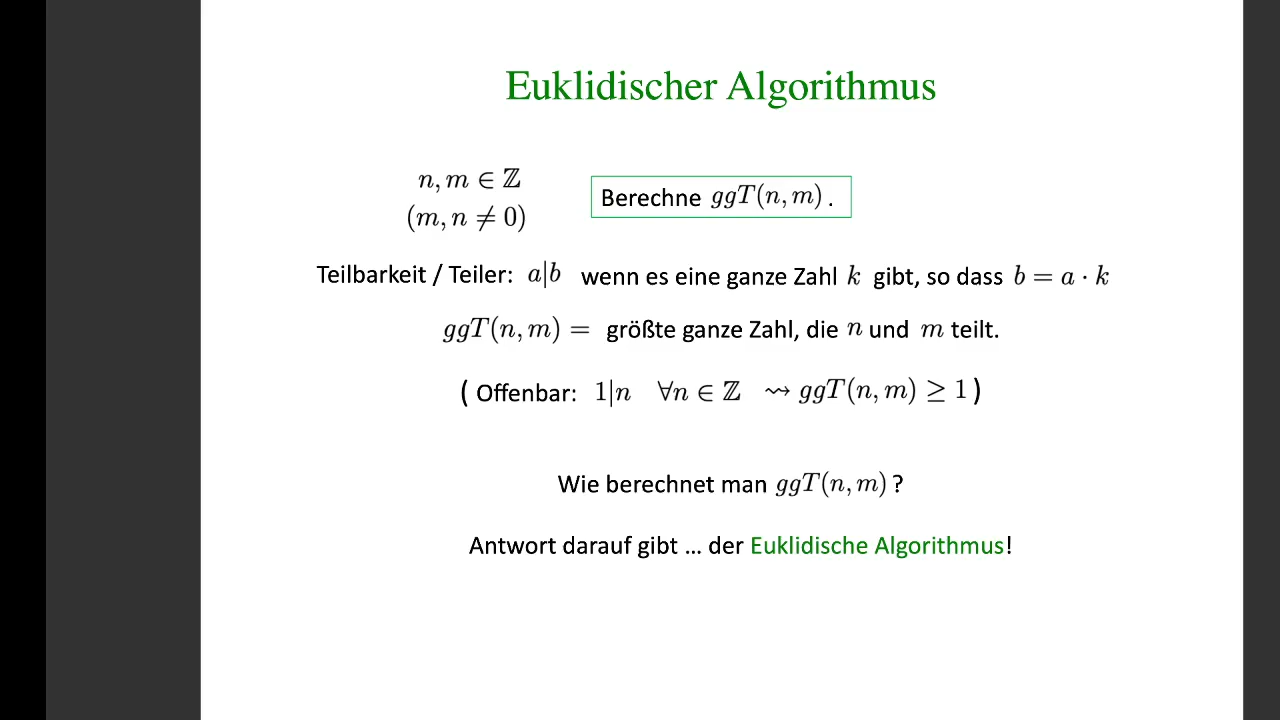 Euklidischer Algorithmus
n, m ∈ ℤ
(m, n ≠ 0)
Berechne ggT(n, m) .
Teilbarkeit / Teiler: a|b wenn es eine ganze Zahl k gibt, so dass b = a · k
ggT(n, m) = größte ganze Zahl, die n und m teilt.
( Offenbar: 1|n ∀n ∈ ℤ ⇝ ggT(n, m) ≥ 1 )
Wie berechnet man ggT(n, m) ?
Antwort darauf gibt ... der Euklidische Algorithmus!